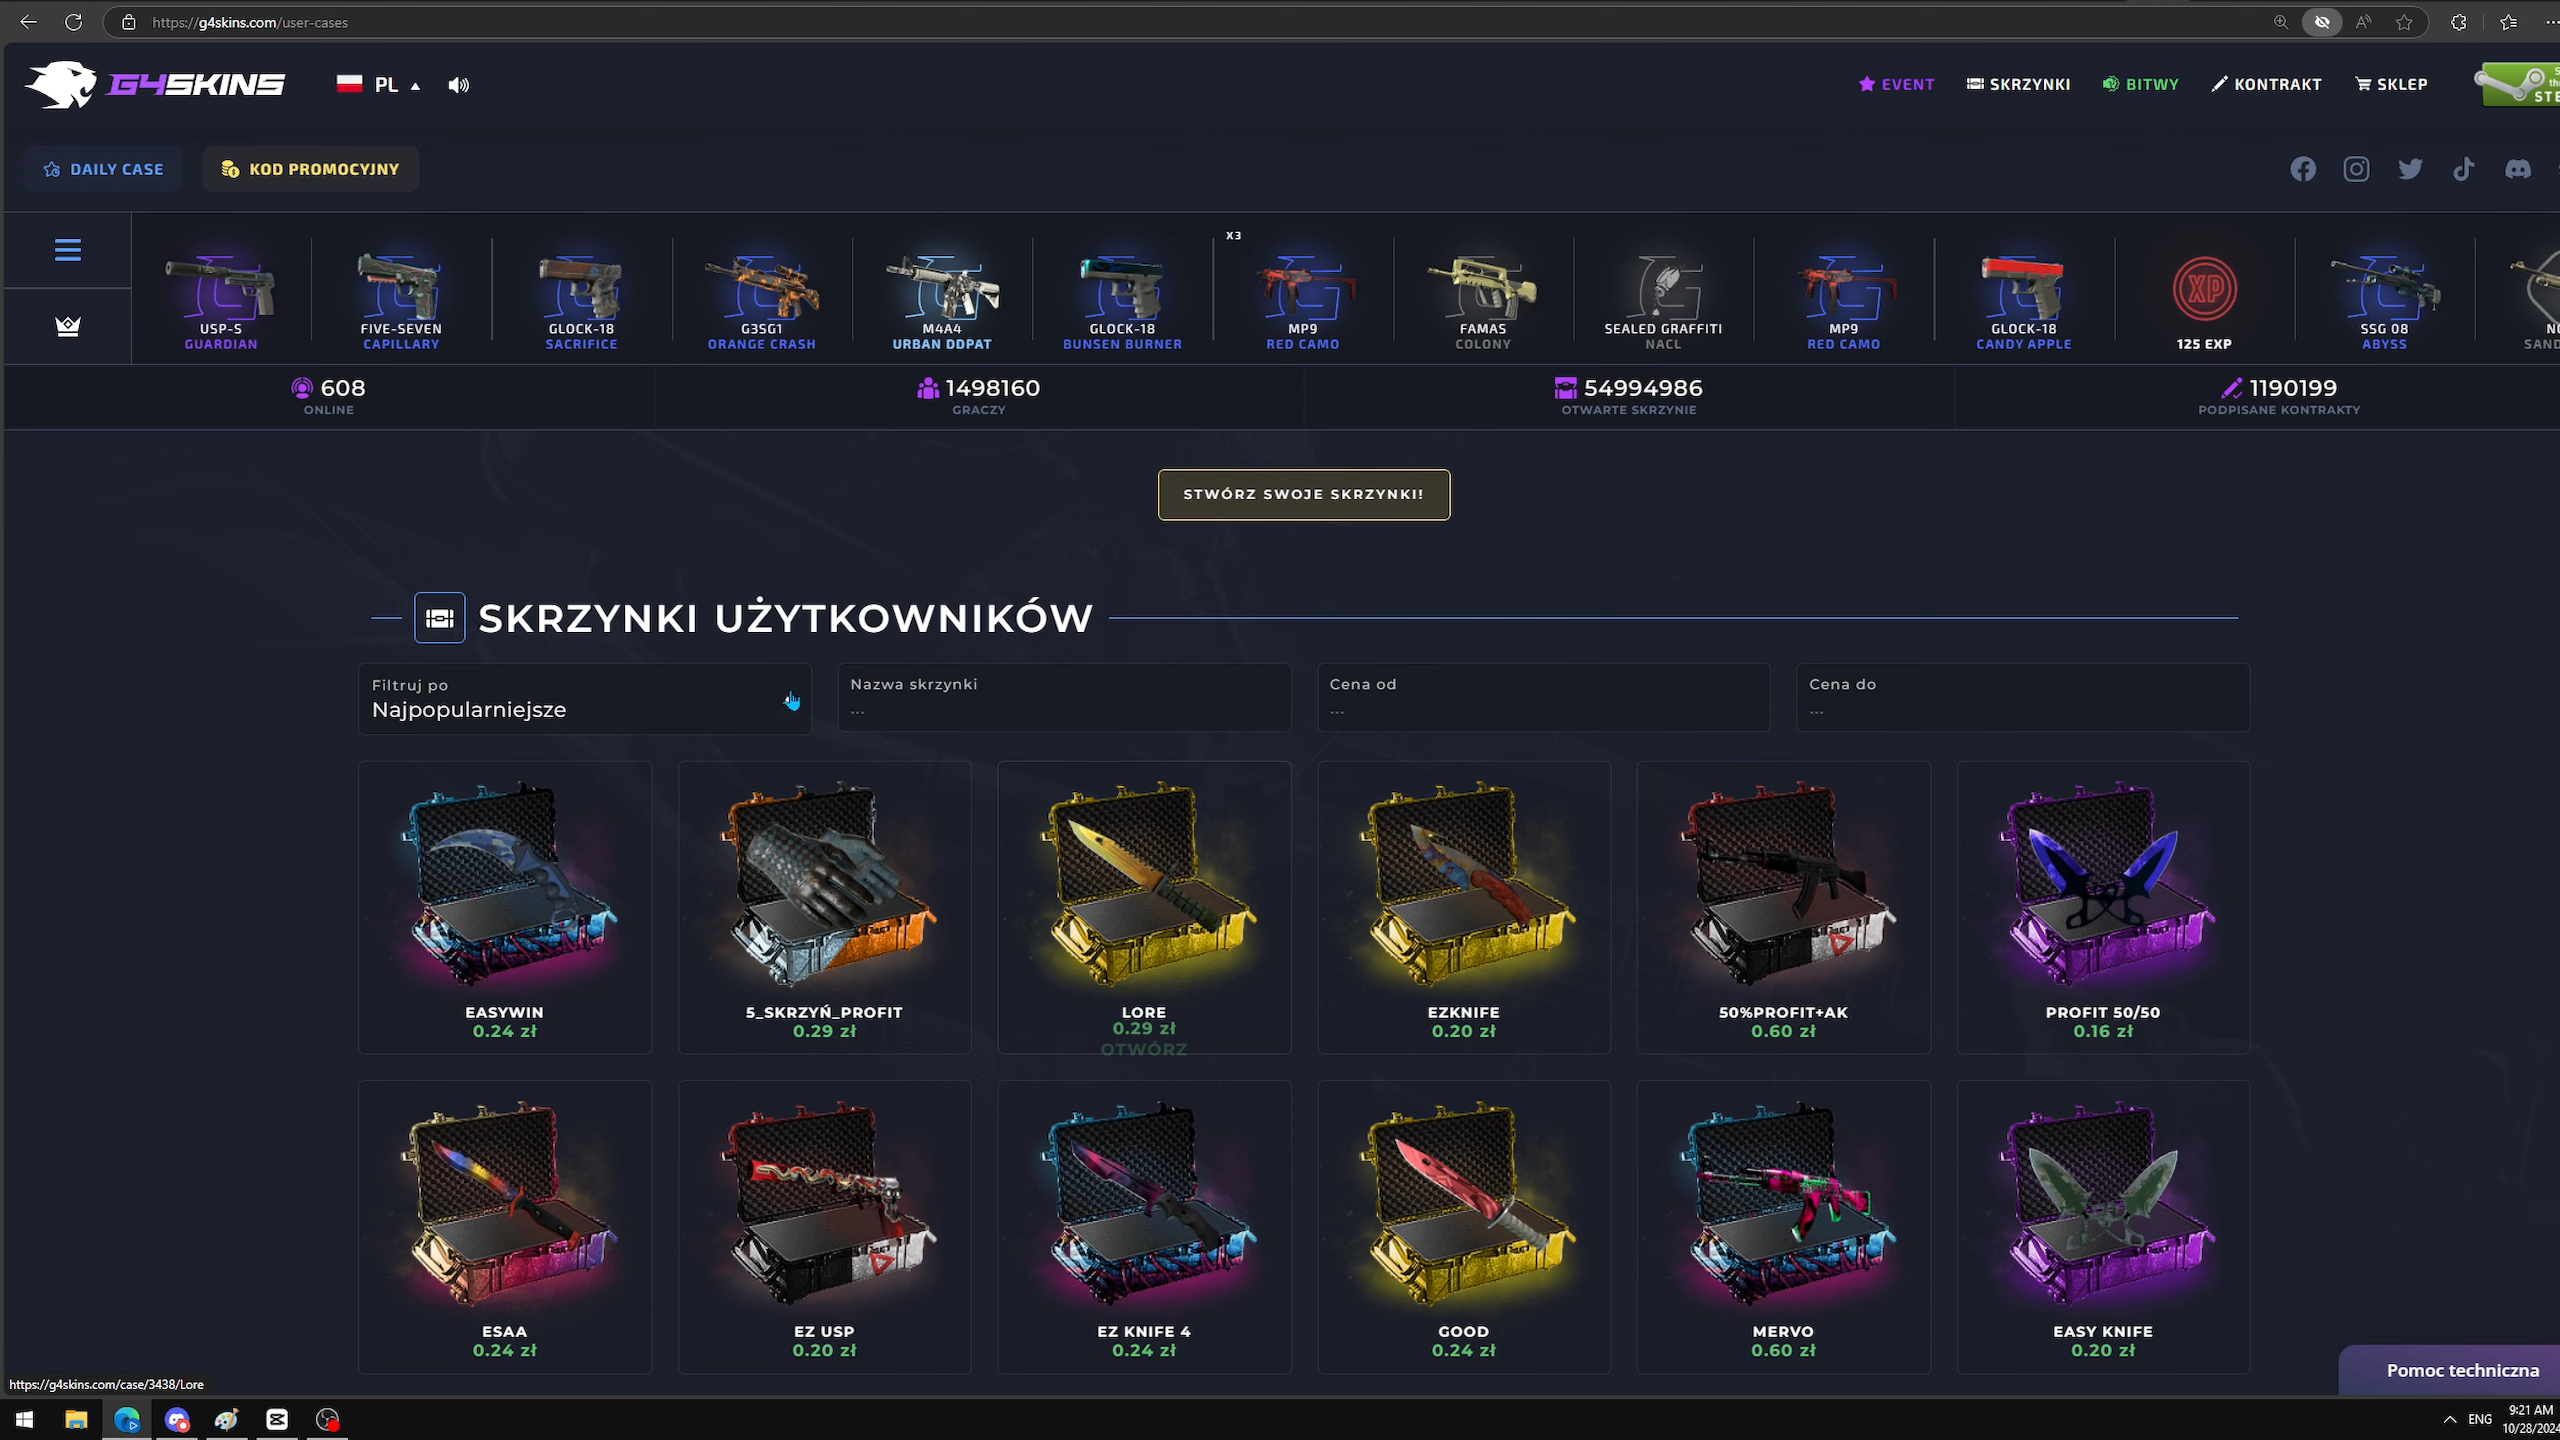 https://g4skins.com/user-cases
G4SKINS
PL
EVENT
SKRZYNKI
BITWY
KONTRAKT
SKLEP
DAILY CASE
KOD PROMOCYJNY
X3
USP-S
GUARDIAN
FIVE-SEVEN
CAPILLARY
GLOCK-18
SACRIFICE
G3SG1
ORANGE CRASH
M4A4
URBAN DDPAT
GLOCK-18
BUNSEN BURNER
MP9
RED CAMO
FAMAS
COLONY
SEALED GRAFFITI
NACL
MP9
RED CAMO
GLOCK-18
CANDY APPLE
XP
125 EXP
SSG 08
ABYSS
608
ONLINE
1498160
GRACZY
54994986
OTWARTE SKRZYNIE
1190199
PODPISANE KONTRAKTY
STWÓRZ SWOJE SKRZYNKI!
SKRZYNKI UŻYTKOWNIKÓW
Filtruj po
Najpopularniejsze
Nazwa skrzynki
...
Cena od
...
Cena do
...
EASYWIN
0.24 zł
5_SKRZYŃ_PROFIT
0.29 zł
LORE
0.29 zł
OTWÓRZ
EZKNIFE
0.20 zł
50%PROFIT+AK
0.60 zł
PROFIT 50/50
0.16 zł
ESAA
0.24 zł
EZ USP
0.20 zł
EZ KNIFE 4
0.24 zł
GOOD
0.24 zł
MERVO
0.60 zł
EASY KNIFE
0.20 zł
Pomoc techniczna
https://g4skins.com/case/3438/Lore
ENG
9:21 AM
10/28/2024